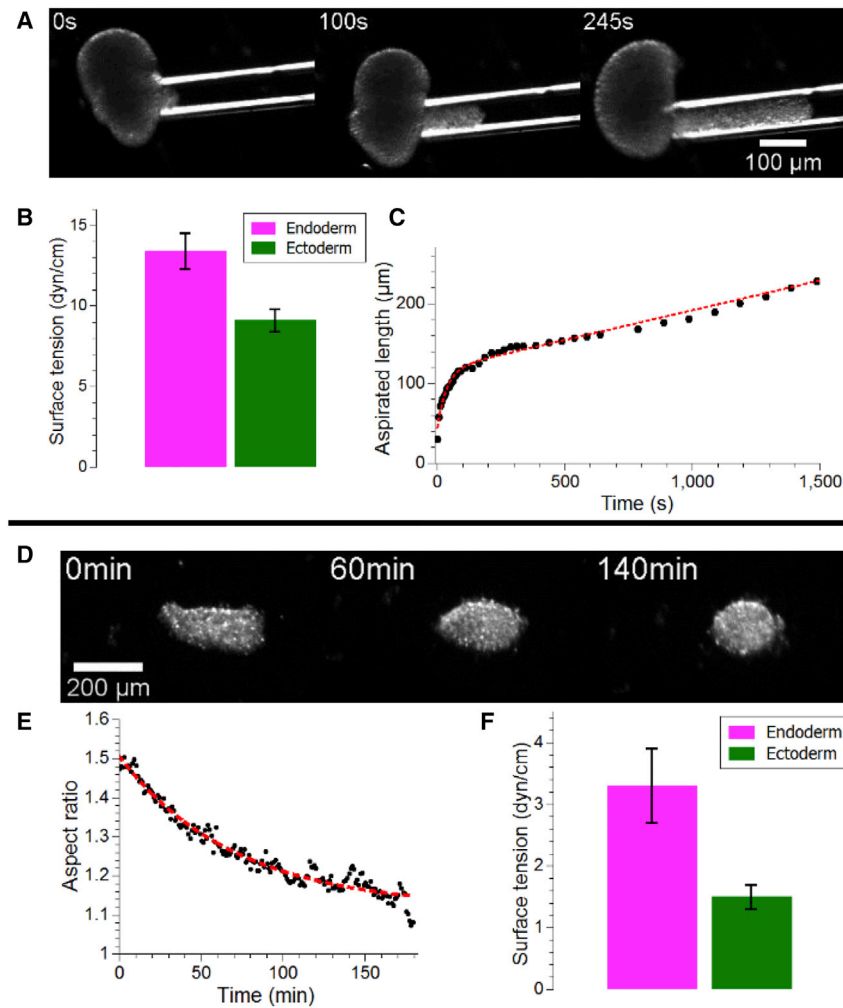 A
0s
100s
245s
100 µm
B
Surface tension (dyn/cm)
15
10
5
0
Endoderm
Ectoderm
C
Aspirated length (µm)
200
100
0
0
500
1,000
1,500
Time (s)
D
0min
60min
140min
200 µm
E
Aspect ratio
1.6
1.5
1.4
1.3
1.2
1.1
1
0
50
100
150
Time (min)
F
Surface tension (dyn/cm)
4
3
2
1
0
Endoderm
Ectoderm